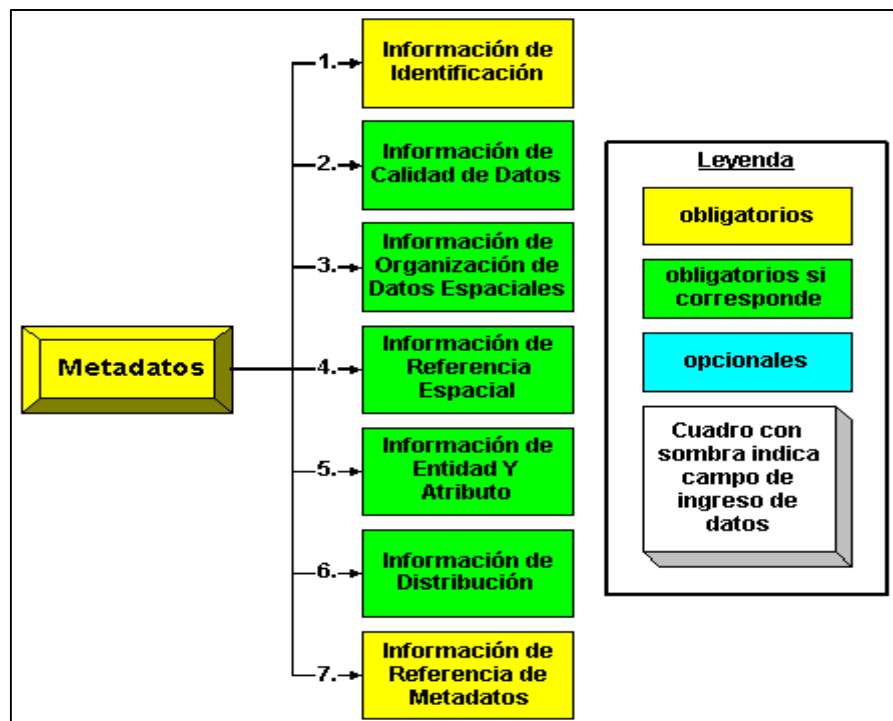 Metadatos
1.
Información de
Identificación
2.
Información de
Calidad de Datos
3.
Información de
Organización de
Datos Espaciales
4.
Información de
Referencia
Espacial
5.
Información de
Entidad Y
Atributo
6.
Información de
Distribución
7.
Información de
Referencia de
Metadatos
Leyenda
obligatorios
obligatorios si
corresponde
opcionales
Cuadro con
sombra indica
campo de
ingreso de
datos